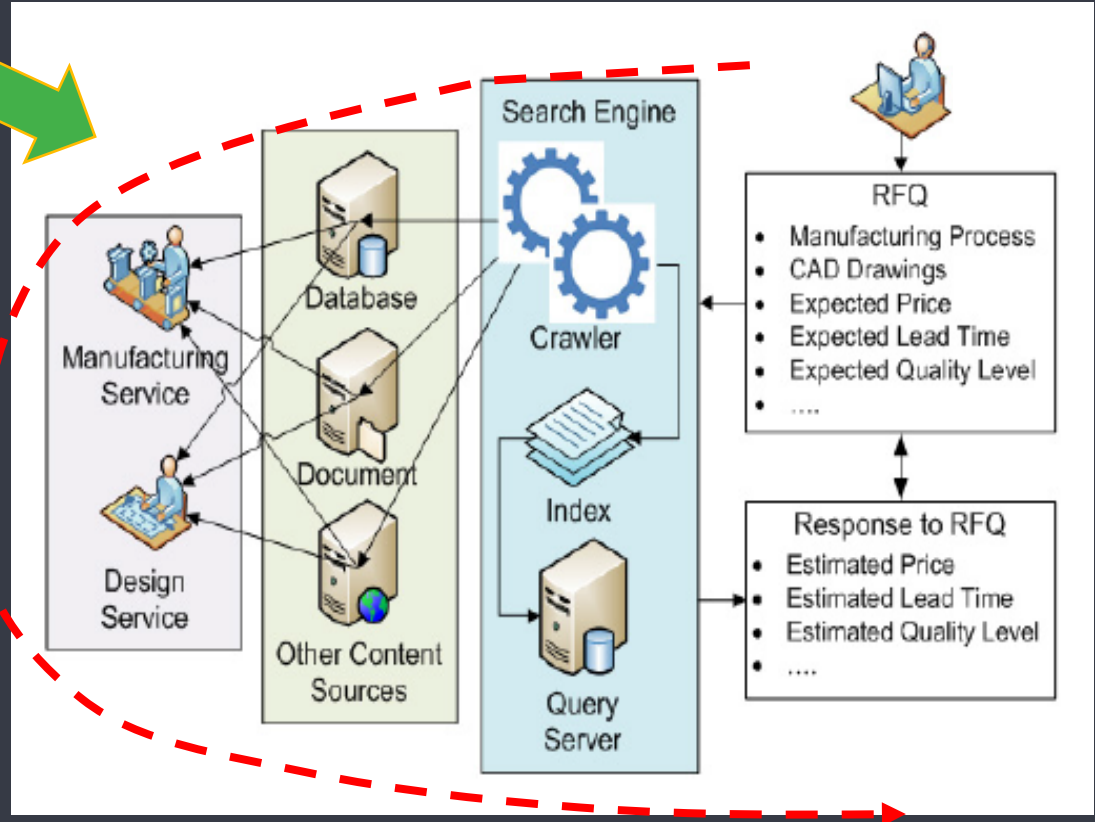 Search Engine
Crawler
Index
Query
Server
Database
Document
Other Content
Sources
Manufacturing
Service
Design
Service
RFQ
• Manufacturing Process
• CAD Drawings
• Expected Price
• Expected Lead Time
• Expected Quality Level
• ....
Response to RFQ
• Estimated Price
• Estimated Lead Time
• Estimated Quality Level
• ....